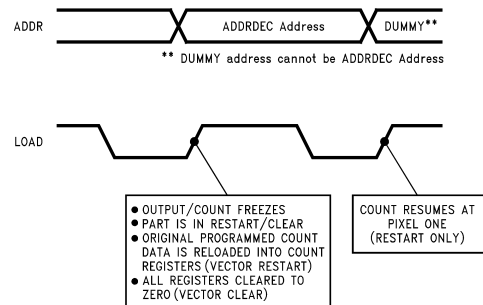 ADDR
ADDRDEC Address
DUMMY**
** DUMMY address cannot be ADDRDEC Address
LOAD
● OUTPUT/COUNT FREEZES
● PART IS IN RESTART/CLEAR
● ORIGINAL PROGRAMMED COUNT
DATA IS RELOADED INTO COUNT
REGISTERS (VECTOR RESTART)
● ALL REGISTERS CLEARED TO
ZERO (VECTOR CLEAR)
COUNT RESUMES AT
PIXEL ONE
(RESTART ONLY)